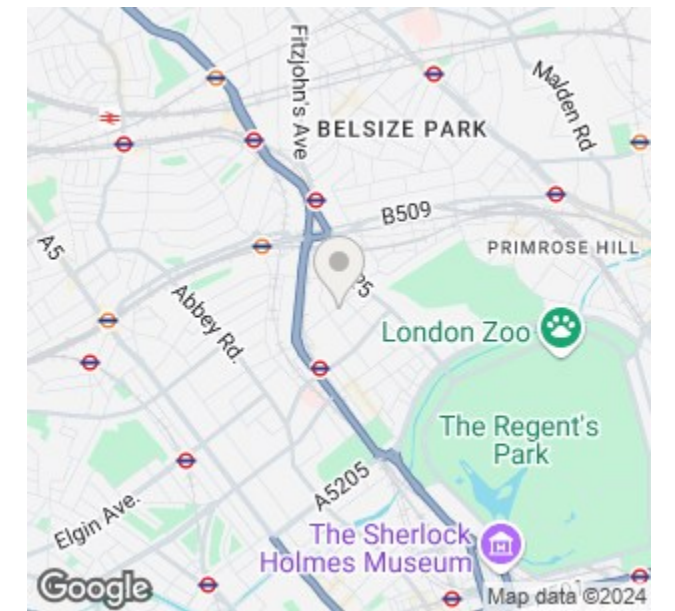 Fitzjohn's Ave
Malden Rd
BELSIZE PARK
B509
A5
PRIMROSE HILL
Abbey Rd.
London Zoo
The Regent's
Park
A5205
Elgin Ave.
The Sherlock
Holmes Museum
Google
Map data ©2024